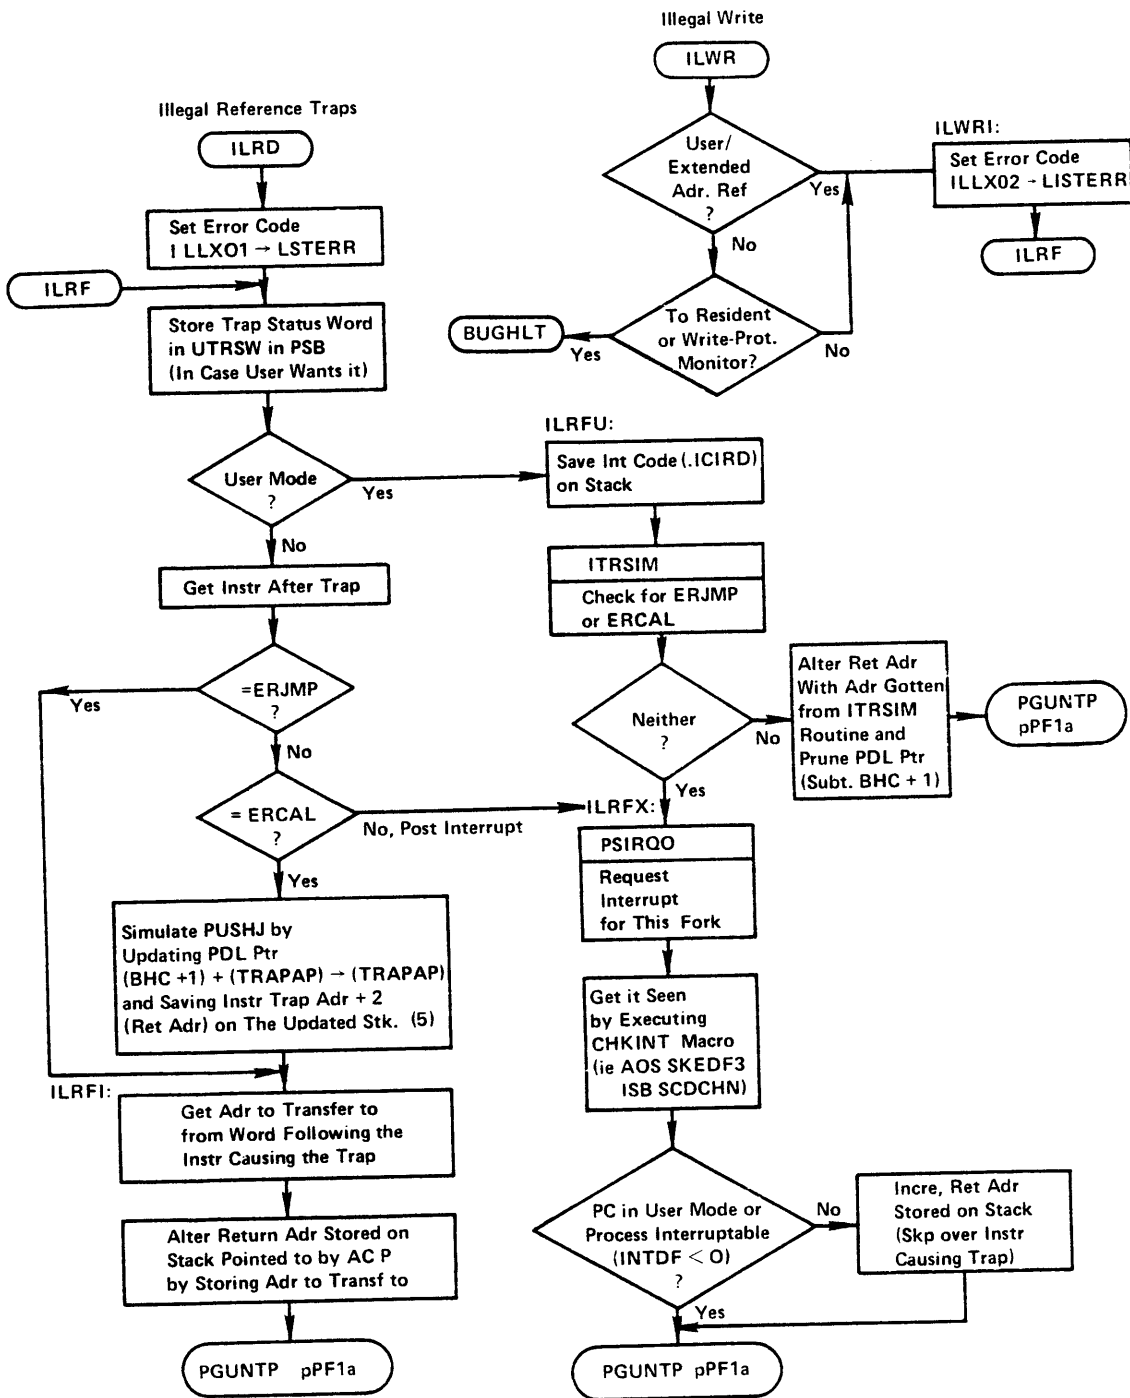 Illegal Reference Traps
ILRD
Set Error Code
ILLX01 → LSTERR
ILRF
Store Trap Status Word
in UTRSW in PSB
(In Case User Wants it)
User Mode
?
Yes
No
Get Instr After Trap
=ERJMP
?
Yes
No
= ERCAL
?
No, Post Interrupt
Yes
Simulate PUSHJ by
Updating PDL Ptr
(BHC +1) + (TRAPAP) → (TRAPAP)
and Saving Instr Trap Adr + 2
(Ret Adr) on The Updated Stk. (5)
ILRFI:
Get Adr to Transfer to
from Word Following the
Instr Causing the Trap
Alter Return Adr Stored on
Stack Pointed to by AC P
by Storing Adr to Transf to
PGUNTP pPF1a
Illegal Write
ILWR
User/
Extended
Adr. Ref
?
Yes
No
To Resident
or Write-Prot.
Monitor?
No
Yes
BUGHLT
ILWRI:
Set Error Code
ILLX02 → LISTERR
ILRF
ILRFU:
Save Int Code (.ICIRD)
on Stack
ITRSIM
Check for ERJMP
or ERCAL
Neither
?
No
Yes
Alter Ret Adr
With Adr Gotten
from ITRSIM
Routine and
Prune PDL Ptr
(Subt. BHC + 1)
PGUNTP
pPF1a
ILRFX:
PSIRQO
Request
Interrupt
for This Fork
Get it Seen
by Executing
CHKINT Macro
(ie AOS SKEDF3
ISB SCDCHN)
PC in User Mode or
Process Interruptable
(INTDF < 0)
?
No
Yes
Incre, Ret Adr
Stored on Stack
(Skp over Instr
Causing Trap)
PGUNTP pPF1a